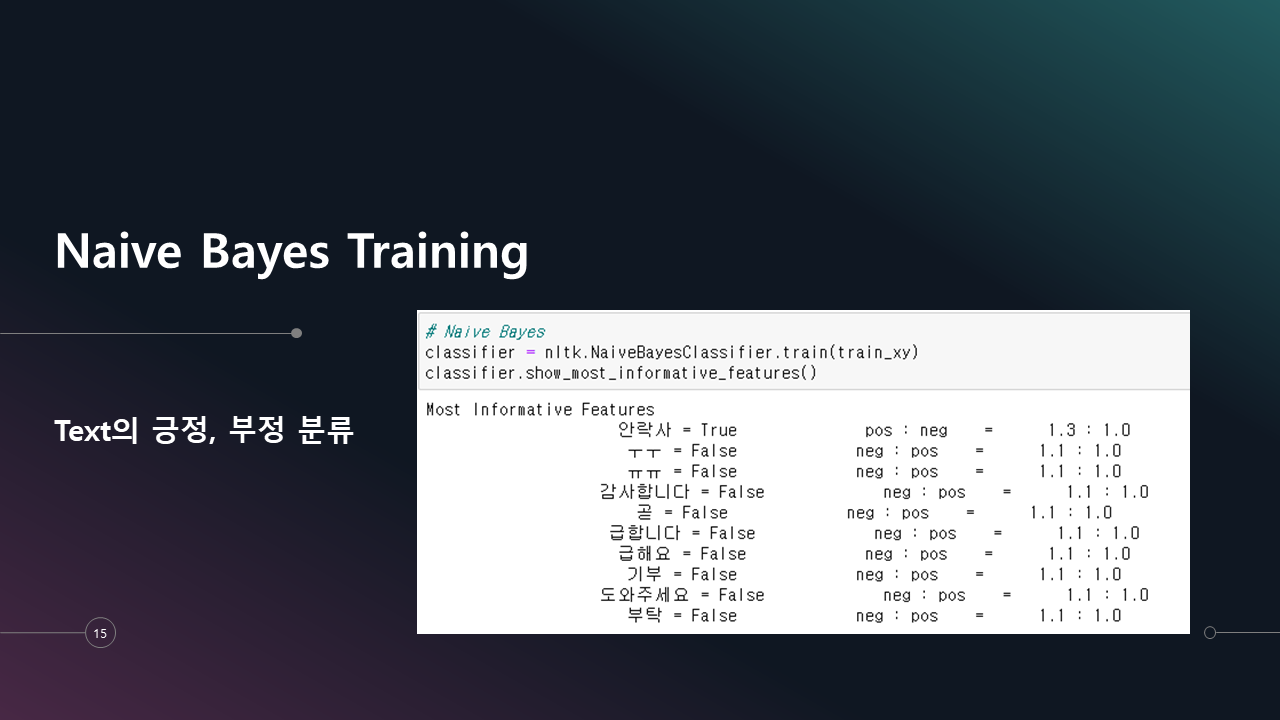 Naive Bayes Training
# Naive Bayes
classifier = nltk.NaiveBayesClassifier.train(train_xy)
classifier.show_most_informative_features()
Most Informative Features
안락사 = True pos : neg = 1.3 : 1.0
ㅜㅜ = False neg : pos = 1.1 : 1.0
ㅠㅠ = False neg : pos = 1.1 : 1.0
감사합니다 = False neg : pos = 1.1 : 1.0
곧 = False neg : pos = 1.1 : 1.0
급합니다 = False neg : pos = 1.1 : 1.0
급해요 = False neg : pos = 1.1 : 1.0
기부 = False neg : pos = 1.1 : 1.0
도와주세요 = False neg : pos = 1.1 : 1.0
부탁 = False neg : pos = 1.1 : 1.0
Text의 긍정, 부정 분류
15